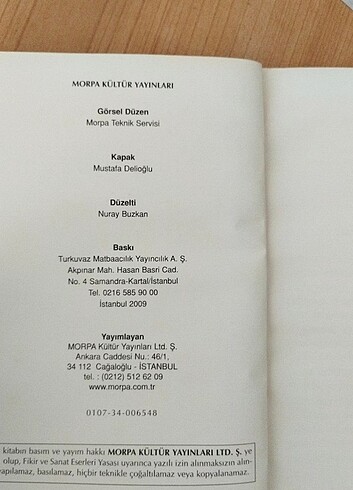 MORPA KÜLTÜR YAYINLARI
Görsel Düzen
Morpa Teknik Servisi
Kapak
Mustafa Delioğlu
Düzelti
Nuray Buzkan
Baskı
Turkuvaz Matbaacılık Yayıncılık A. Ş.
Akpınar Mah. Hasan Basri Cad.
No. 4 Samandra-Kartal/İstanbul
Tel. 0216 585 90 00
İstanbul 2009
Yayımlayan
MORPA Kültür Yayınları Ltd. Ş.
Ankara Caddesi Nu.: 46/1,
34 112 Cağaloğlu - İSTANBUL
tel. : (0212) 512 62 09
www.morpa.com.tr
0107-34-006548
kitabın basım ve yayım hakkı MORPA KÜLTÜR YAYINLARI LTD. Ş. ye
olup, Fikir ve Sanat Eserleri Yasası uyarınca yazılı izin alınmaksızın alın-
yapılamaz, basılamaz, hiçbir teknikle çoğaltılamaz veya kopyalanamaz.